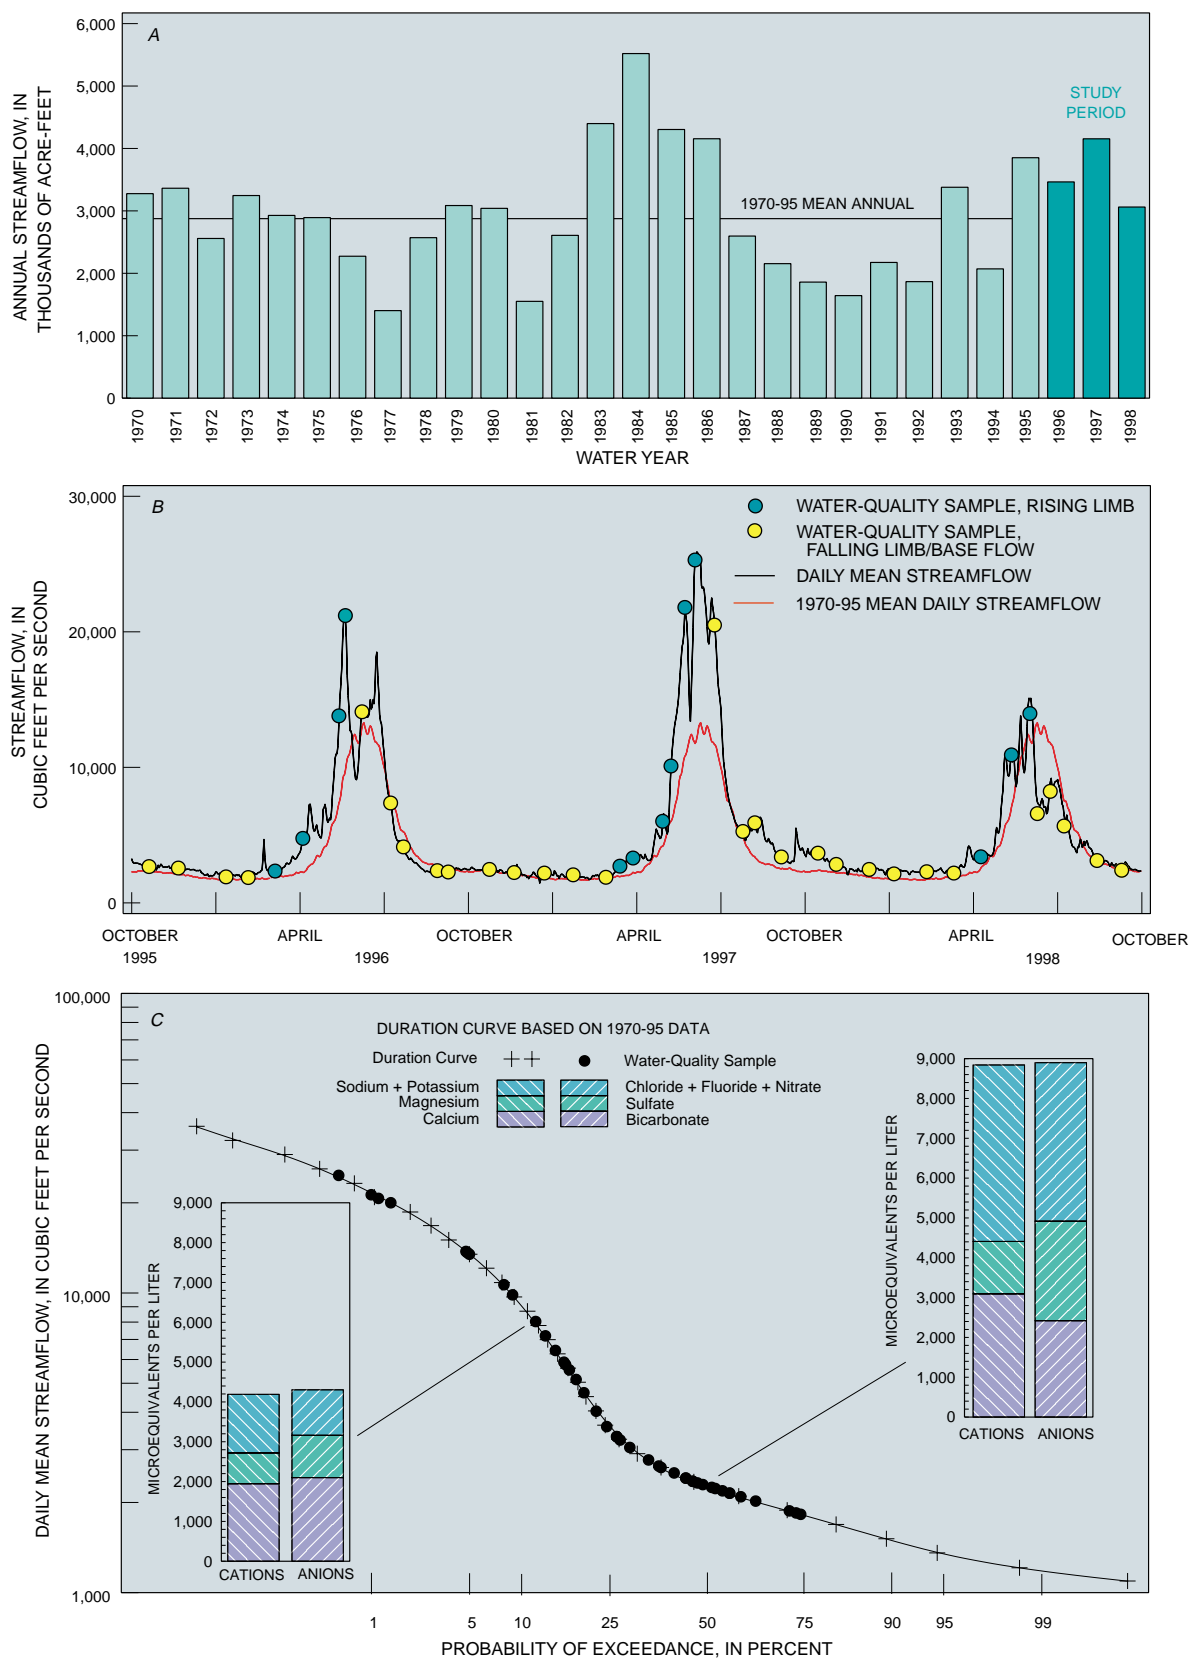 A
ANNUAL STREAMFLOW, IN
THOUSANDS OF ACRE-FEET
6,000
5,000
4,000
3,000
2,000
1,000
0
STUDY
PERIOD
1970-95 MEAN ANNUAL
1970 1971 1972 1973 1974 1975 1976 1977 1978 1979 1980 1981 1982 1983 1984 1985 1986 1987 1988 1989 1990 1991 1992 1993 1994 1995 1996 1997 1998
WATER YEAR
B
STREAMFLOW, IN
CUBIC FEET PER SECOND
30,000
20,000
10,000
0
WATER-QUALITY SAMPLE, RISING LIMB
WATER-QUALITY SAMPLE,
FALLING LIMB/BASE FLOW
DAILY MEAN STREAMFLOW
1970-95 MEAN DAILY STREAMFLOW
OCTOBER APRIL OCTOBER APRIL OCTOBER APRIL OCTOBER
1995 1996 1997 1998
C
DAILY MEAN STREAMFLOW, IN CUBIC FEET PER SECOND
100,000
10,000
1,000
DURATION CURVE BASED ON 1970-95 DATA
Duration Curve Water-Quality Sample
Sodium + Potassium Chloride + Fluoride + Nitrate
Magnesium Sulfate
Calcium Bicarbonate
MICROEQUIVALENTS PER LITER
9,000
8,000
7,000
6,000
5,000
4,000
3,000
2,000
1,000
0
CATIONS ANIONS
MICROEQUIVALENTS PER LITER
9,000
8,000
7,000
6,000
5,000
4,000
3,000
2,000
1,000
0
CATIONS ANIONS
1 5 10 25 50 75 90 95 99
PROBABILITY OF EXCEEDANCE, IN PERCENT